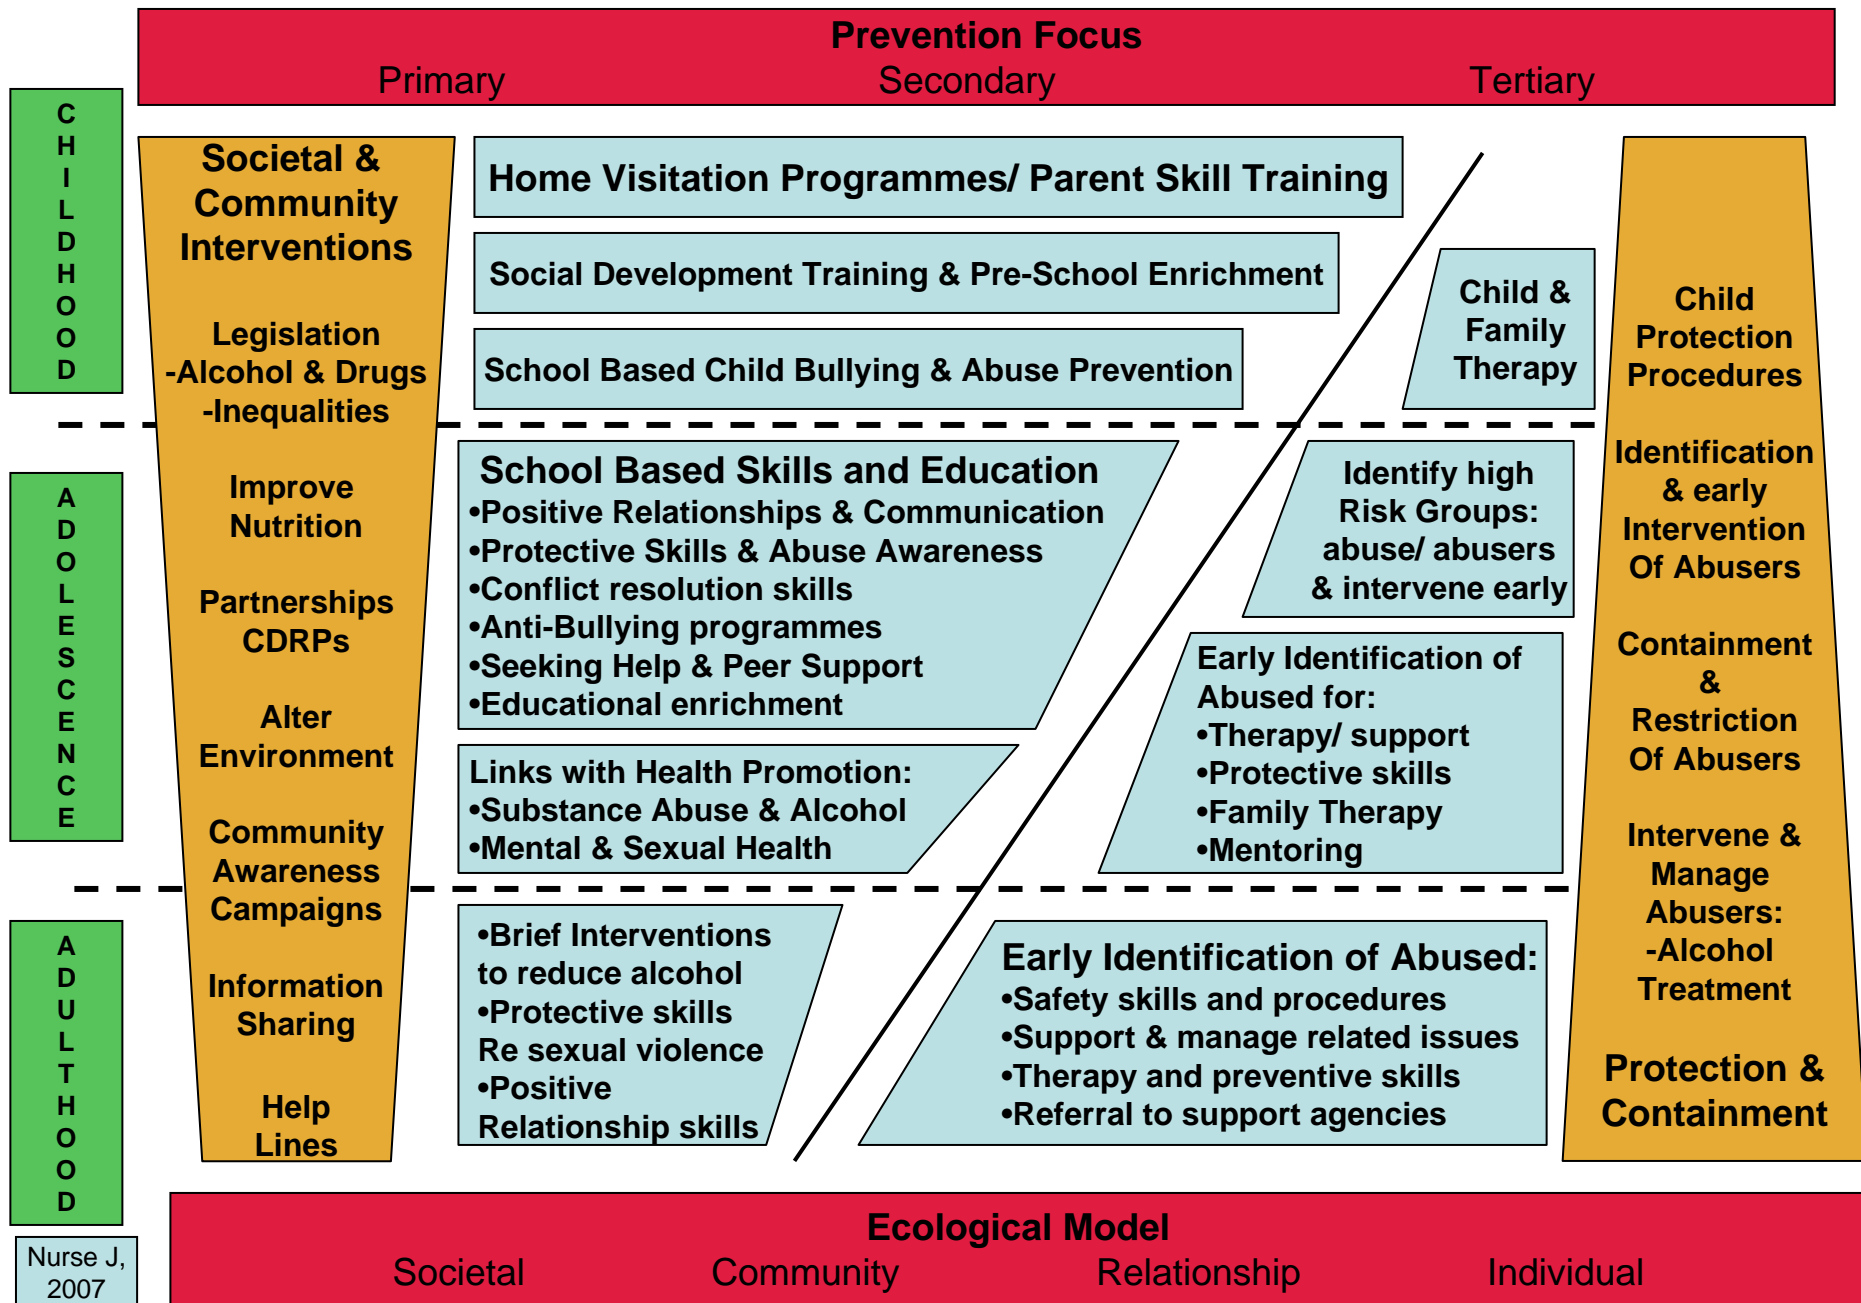 Prevention Focus
Primary Secondary Tertiary
CHILDHOOD
Societal &
Community
Interventions
Legislation
-Alcohol & Drugs
-Inequalities
Improve
Nutrition
Partnerships
CDRPs
Alter
Environment
Community
Awareness
Campaigns
Information
Sharing
Help
Lines
Home Visitation Programmes/ Parent Skill Training
Social Development Training & Pre-School Enrichment
School Based Child Bullying & Abuse Prevention
Child &
Family
Therapy
Child
Protection
Procedures
Identification
& early
Intervention
Of Abusers
Containment
&
Restriction
Of Abusers
Intervene &
Manage
Abusers:
-Alcohol
Treatment
Protection &
Containment
ADOLESCENCE
School Based Skills and Education
•Positive Relationships & Communication
•Protective Skills & Abuse Awareness
•Conflict resolution skills
•Anti-Bullying programmes
•Seeking Help & Peer Support
•Educational enrichment
Identify high
Risk Groups:
abuse/ abusers
& intervene early
Links with Health Promotion:
•Substance Abuse & Alcohol
•Mental & Sexual Health
Early Identification of
Abused for:
•Therapy/ support
•Protective skills
•Family Therapy
•Mentoring
ADULTHOOD
•Brief Interventions
to reduce alcohol
•Protective skills
Re sexual violence
•Positive
Relationship skills
Early Identification of Abused:
•Safety skills and procedures
•Support & manage related issues
•Therapy and preventive skills
•Referral to support agencies
Ecological Model
Societal Community Relationship Individual
Nurse J,
2007